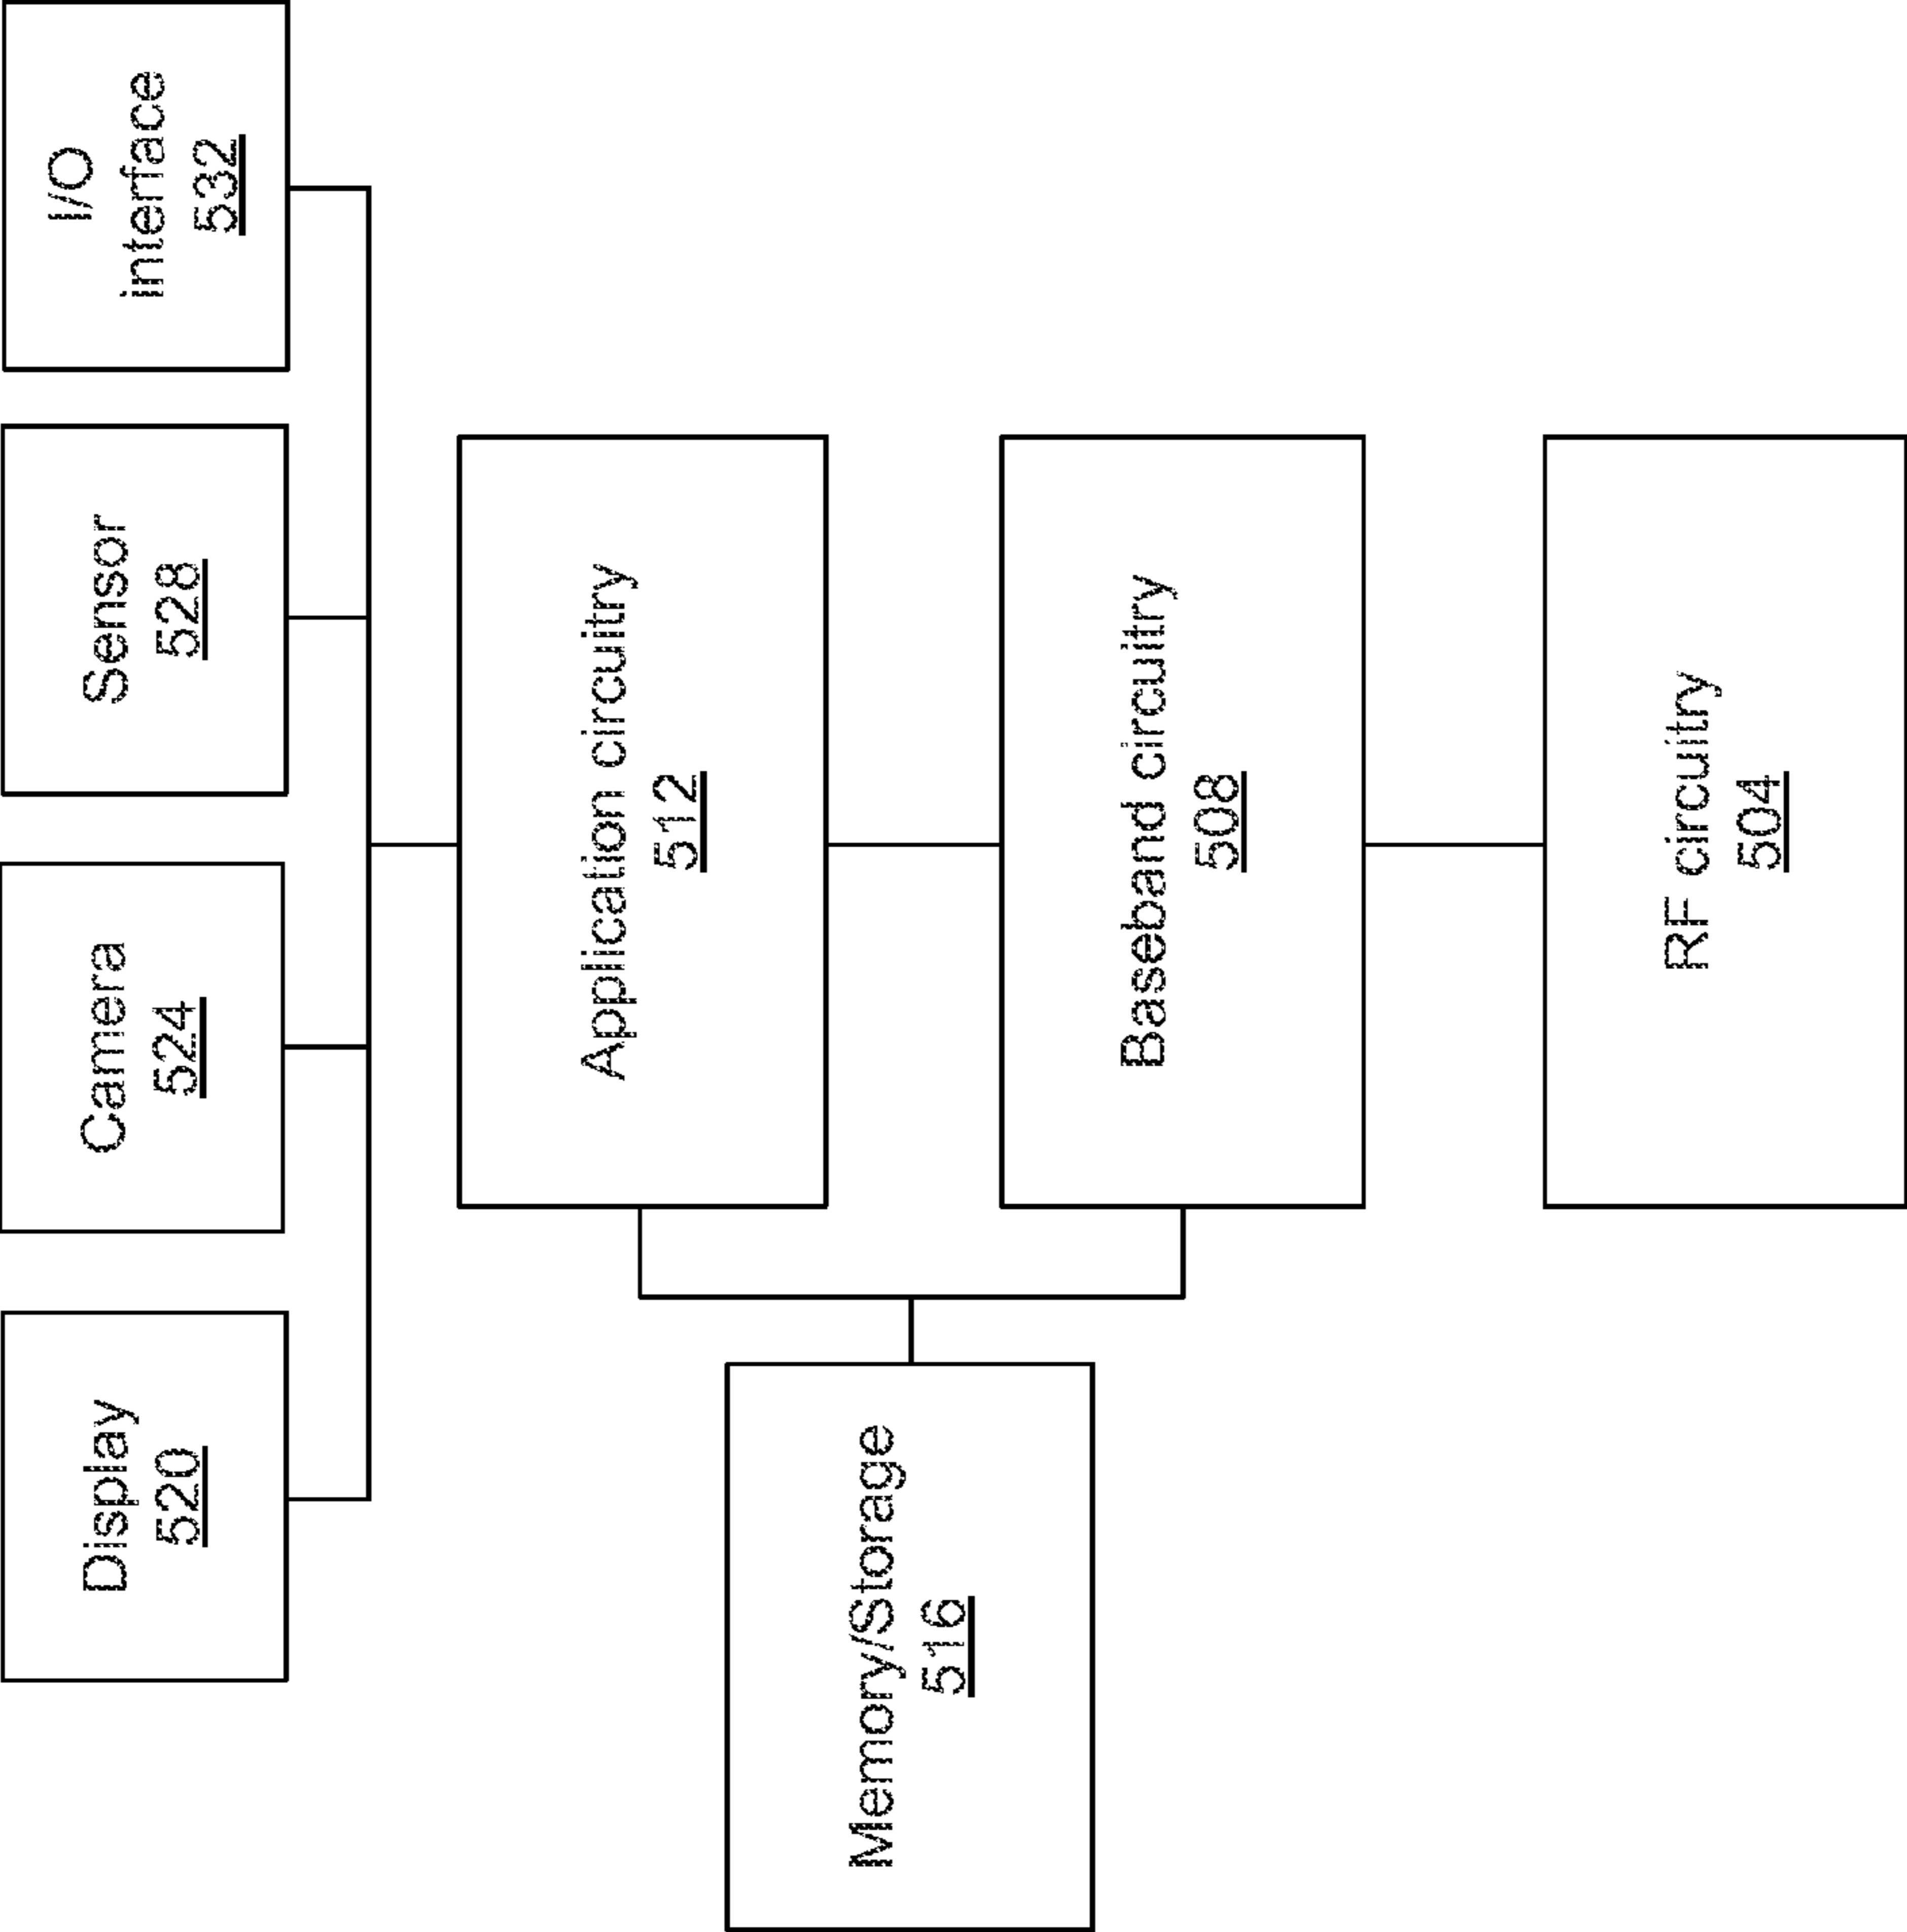 Display
520
Camera
524
Sensor
528
I/O
interface
532
Application circuitry
512
Memory/Storage
516
Baseband circuitry
508
RF circuitry
504